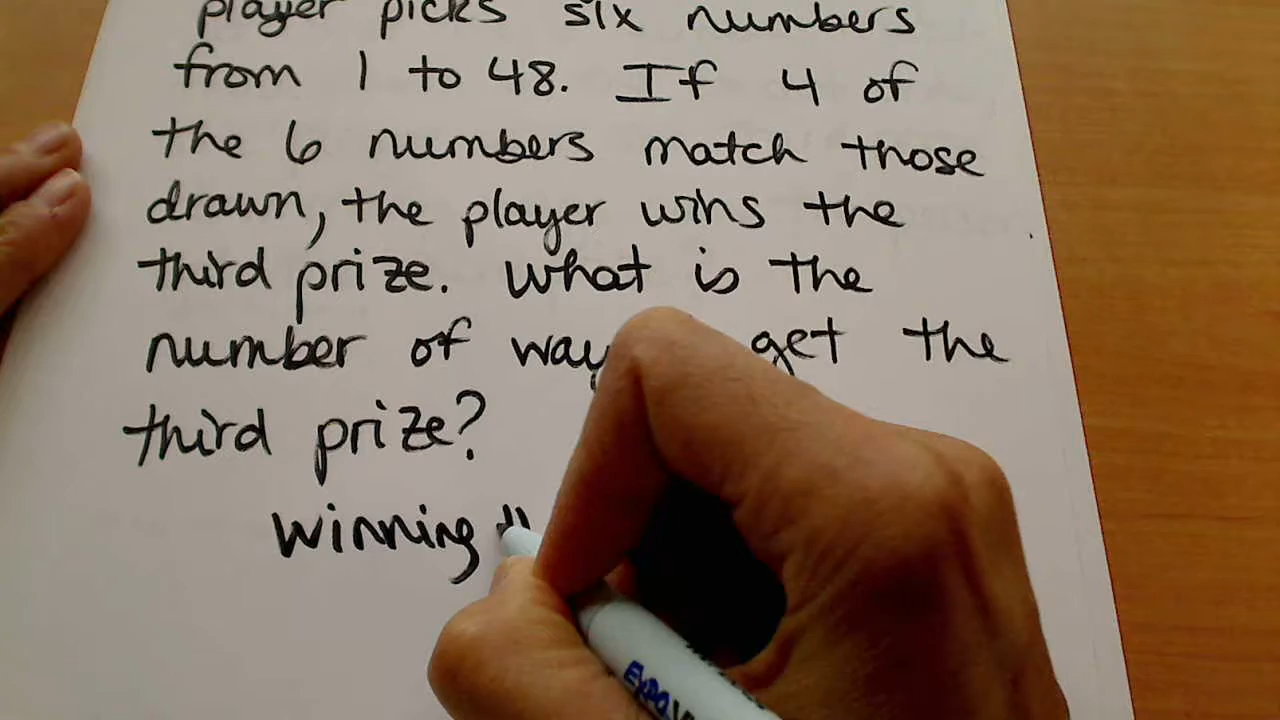 player picks six numbers
from 1 to 48. If 4 of
the 6 numbers match those
drawn, the player wins the
third prize. What is the
number of way get the
third prize?
winning
EXPO